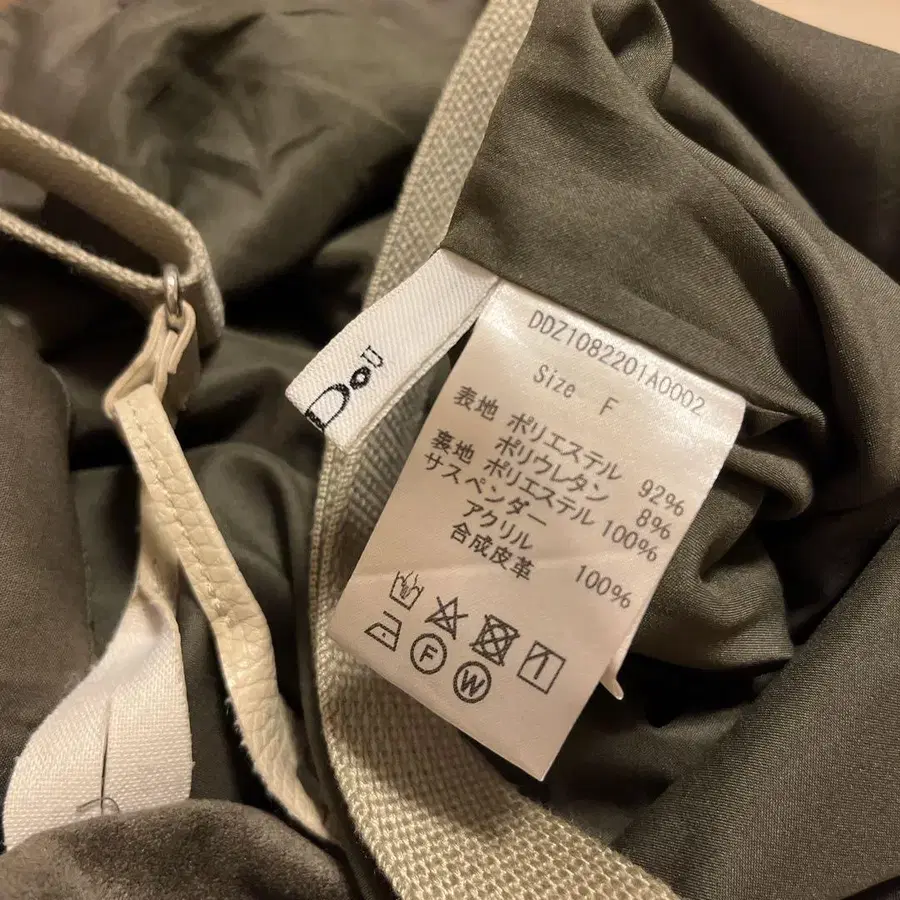 DoU
DDZ1082201A0002
Size F
表地 ポリエステル 92%
ポリウレタン 8%
裏地 ポリエステル 100%
サスペンダー
アクリル 100%
合成皮革
F
W